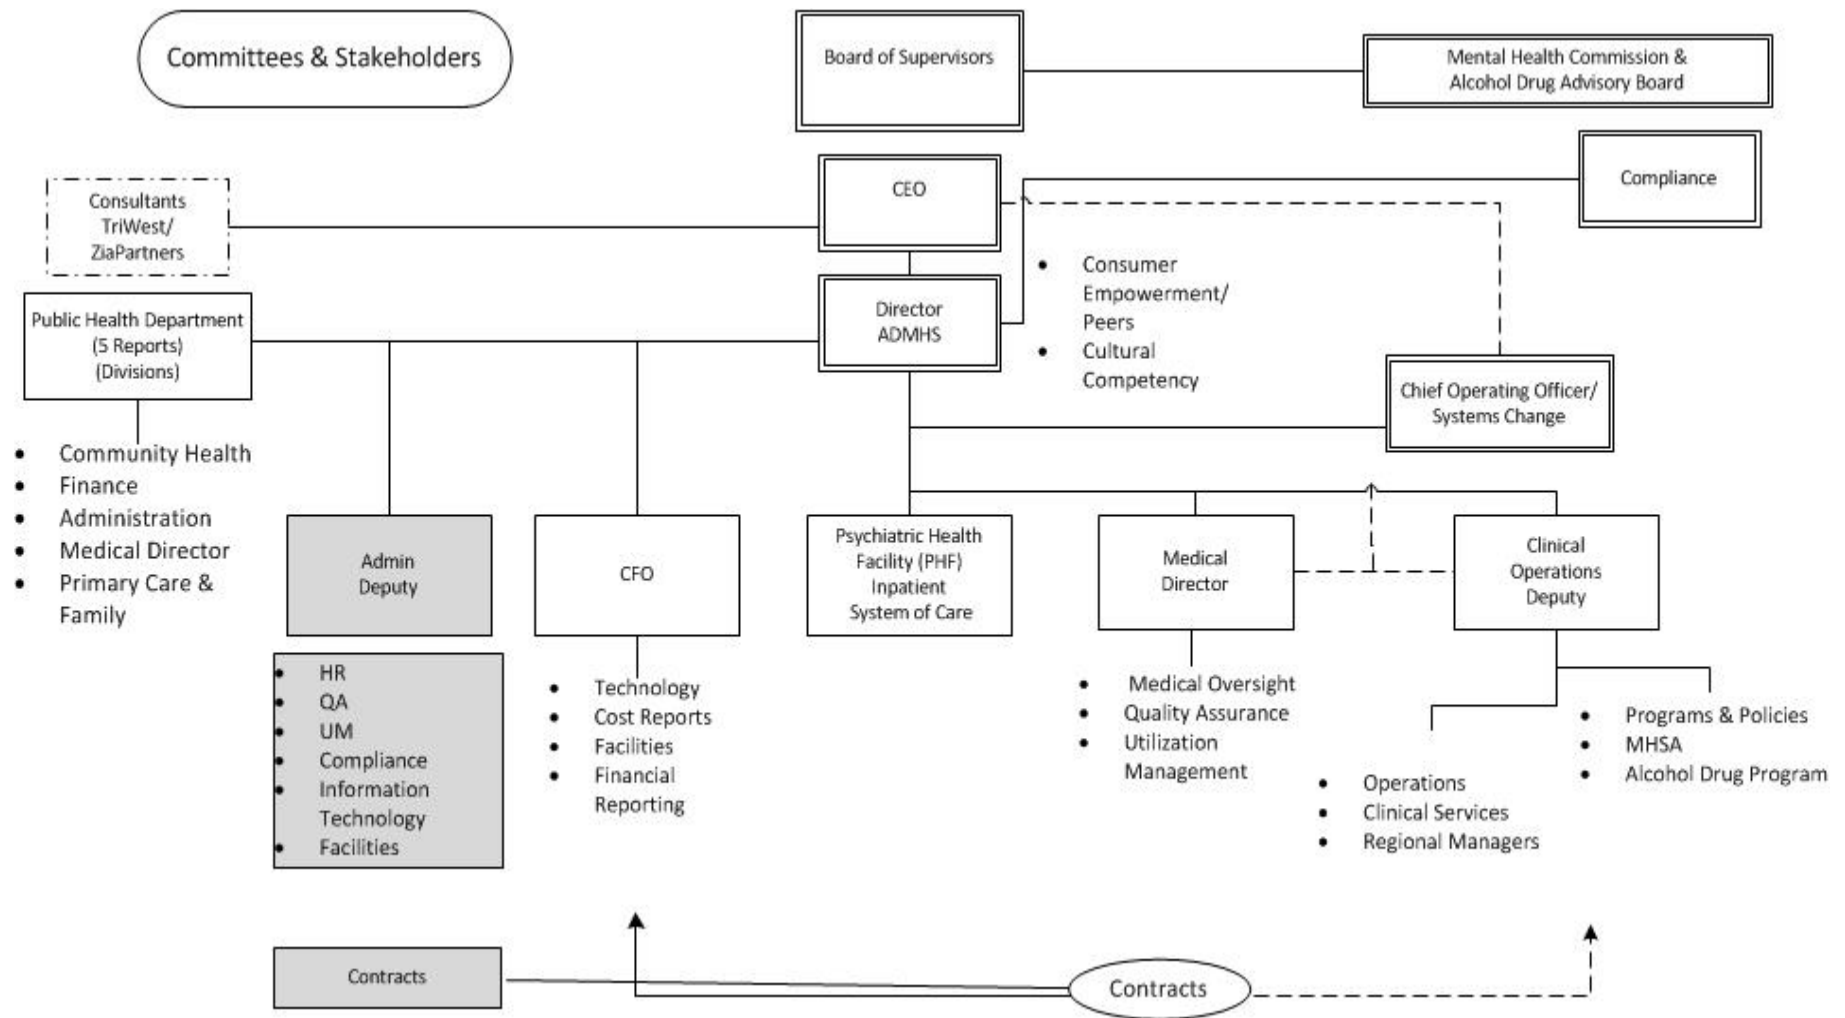 Committees & Stakeholders
Board of Supervisors
Mental Health Commission &
Alcohol Drug Advisory Board
Consultants
TriWest/
ZiaPartners
CEO
Compliance
Public Health Department
(5 Reports)
(Divisions)
Director
ADMHS
• Consumer
Empowerment/
Peers
• Cultural
Competency
Chief Operating Officer/
Systems Change
• Community Health
• Finance
• Administration
• Medical Director
• Primary Care &
Family
Admin
Deputy
CFO
Psychiatric Health
Facility (PHF)
Inpatient
System of Care
Medical
Director
Clinical
Operations
Deputy
• HR
• QA
• UM
• Compliance
• Information
Technology
• Facilities
• Technology
• Cost Reports
• Facilities
• Financial
Reporting
• Medical Oversight
• Quality Assurance
• Utilization
Management
• Operations
• Clinical Services
• Regional Managers
• Programs & Policies
• MHSA
• Alcohol Drug Program
Contracts
Contracts